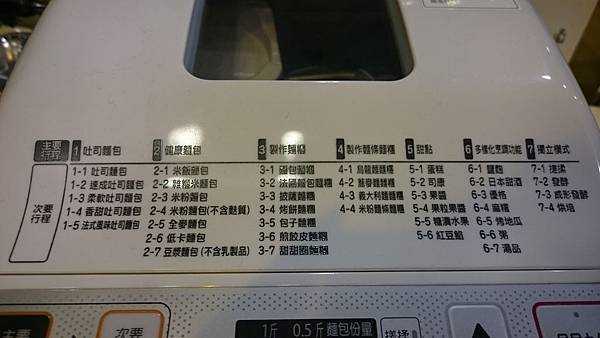 主要行程 1 吐司麵包 2 健康麵包 3 製作麵糰 4 製作麵條麵糰 5 甜點 6 多樣化烹調功能 7 獨立模式
次要行程
1-1 吐司麵包
1-2 速成吐司麵包
1-3 柔軟吐司麵包
1-4 香甜吐司麵包
1-5 法式風味吐司麵包
2-1 米飯麵包
2-2 雜糧米麵包
2-3 米粉麵包
2-4 米粉麵包(不含麩質)
2-5 全麥麵包
2-6 低卡麵包
2-7 豆漿麵包(不含乳製品)
3-1 麵包麵糰
3-2 法國麵包麵糰
3-3 披薩麵糰
3-4 烤餅麵糰
3-5 包子麵糰
3-6 煎餃皮麵糰
3-7 甜甜圈麵糰
4-1 烏龍麵麵糰
4-2 蕎麥麵麵糰
4-3 義大利麵麵糰
4-4 米粉麵條麵糰
5-1 蛋糕
5-2 司康
5-3 果醬
5-4 果粒果醬
5-5 糖漬水果
5-6 紅豆餡
6-1 鹽麴
6-2 日本甜酒
6-3 優格
6-4 麻糬
6-5 烤地瓜
6-6 粥
6-7 湯品
7-1 揉
7-2 發酵
7-3 成形發酵
7-4 烘焙
主要
次要
1斤 0.5斤 麵包份量
攪拌